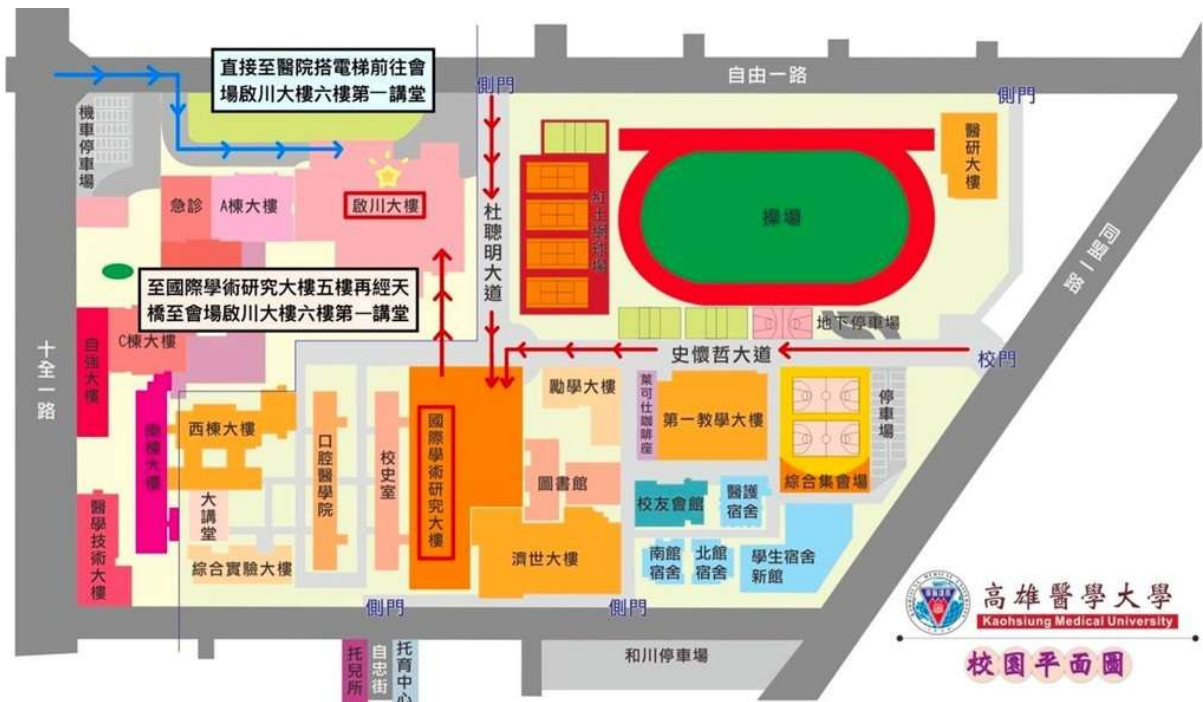 直接至醫院搭電梯前往會
場啟川大樓六樓第一講堂
側門
自由一路
側門
機車停車場
醫研大樓
急診
A棟大樓
啟川大樓
杜聰明大道
紅土網球場
操場
同盟一路
至國際學術研究大樓五樓再經天
橋至會場啟川大樓六樓第一講堂
十全一路
自強大樓
C棟大樓
地下停車場
史懷哲大道
校門
南棟大樓
西棟大樓
口腔醫學院
校史室
國際學術研究大樓
勵學大樓
萊可仕咖啡座
第一教學大樓
停車場
圖書館
綜合集會場
大講堂
校友會館
醫護
宿舍
醫學技術大樓
綜合實驗大樓
濟世大樓
南館
宿舍
北館
宿舍
學生宿舍
新館
側門
側門
高雄醫學大學
Kaohsiung Medical University
校園平面圖
托兒所
自忠街
托育中心
和川停車場